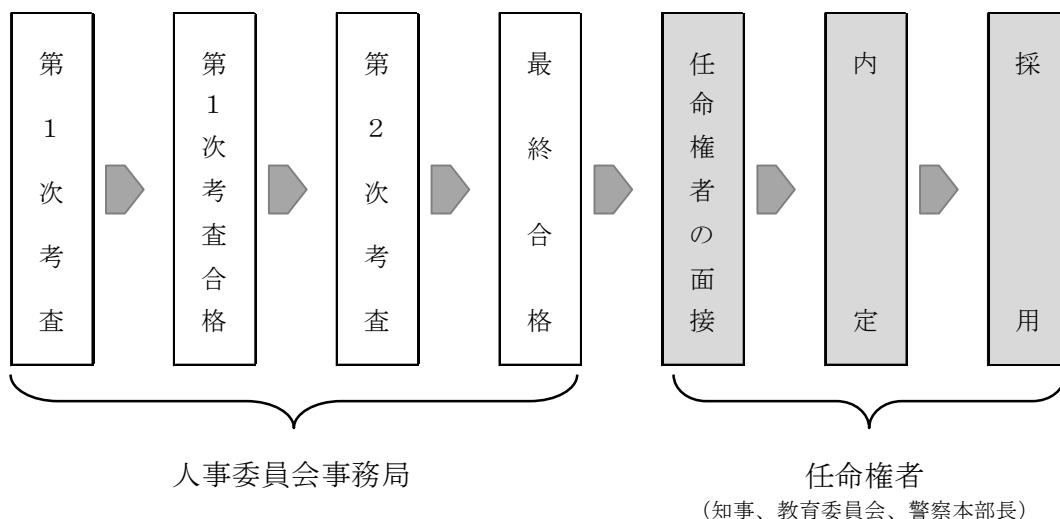 第１次考査
第１次考査合格
第２次考査
最終合格
任命権者の面接
内定
採用
人事委員会事務局
任命権者
（知事、教育委員会、警察本部長）